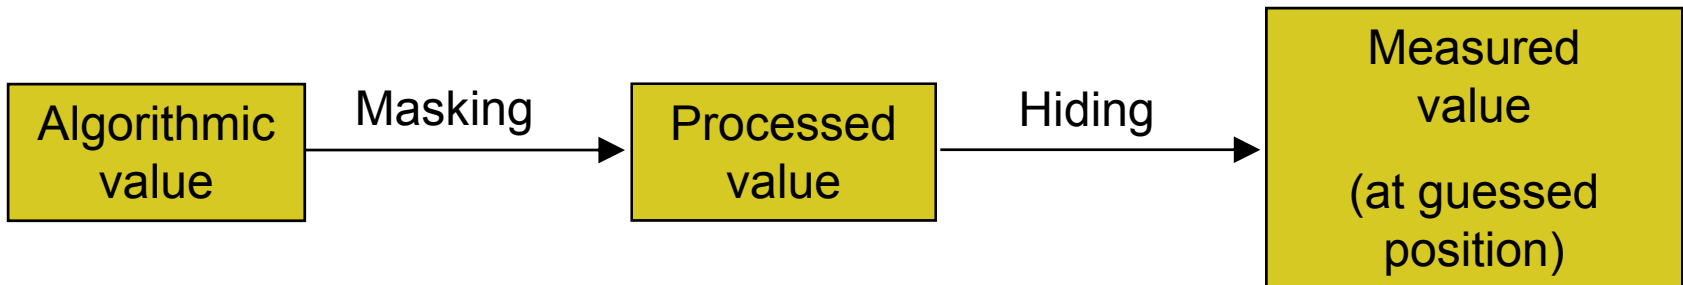 Algorithmic
value
Masking
Processed
value
Hiding
Measured
value
(at guessed
position)